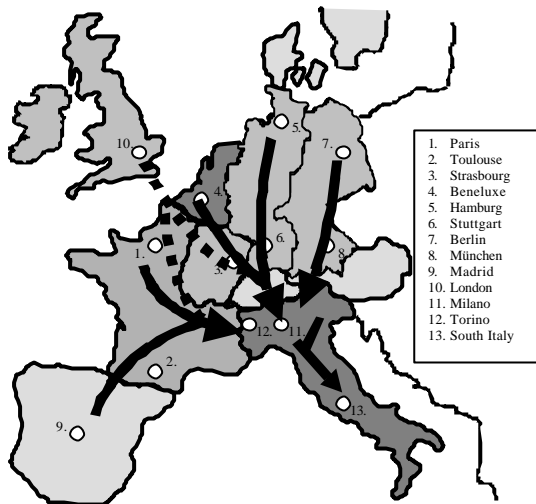 10.
5.
7.
4.
1.
3.
6.
8.
12.
11.
2.
9.
13.
1. Paris
2. Toulouse
3. Strasbourg
4. Beneluxe
5. Hamburg
6. Stuttgart
7. Berlin
8. München
9. Madrid
10. London
11. Milano
12. Torino
13. South Italy